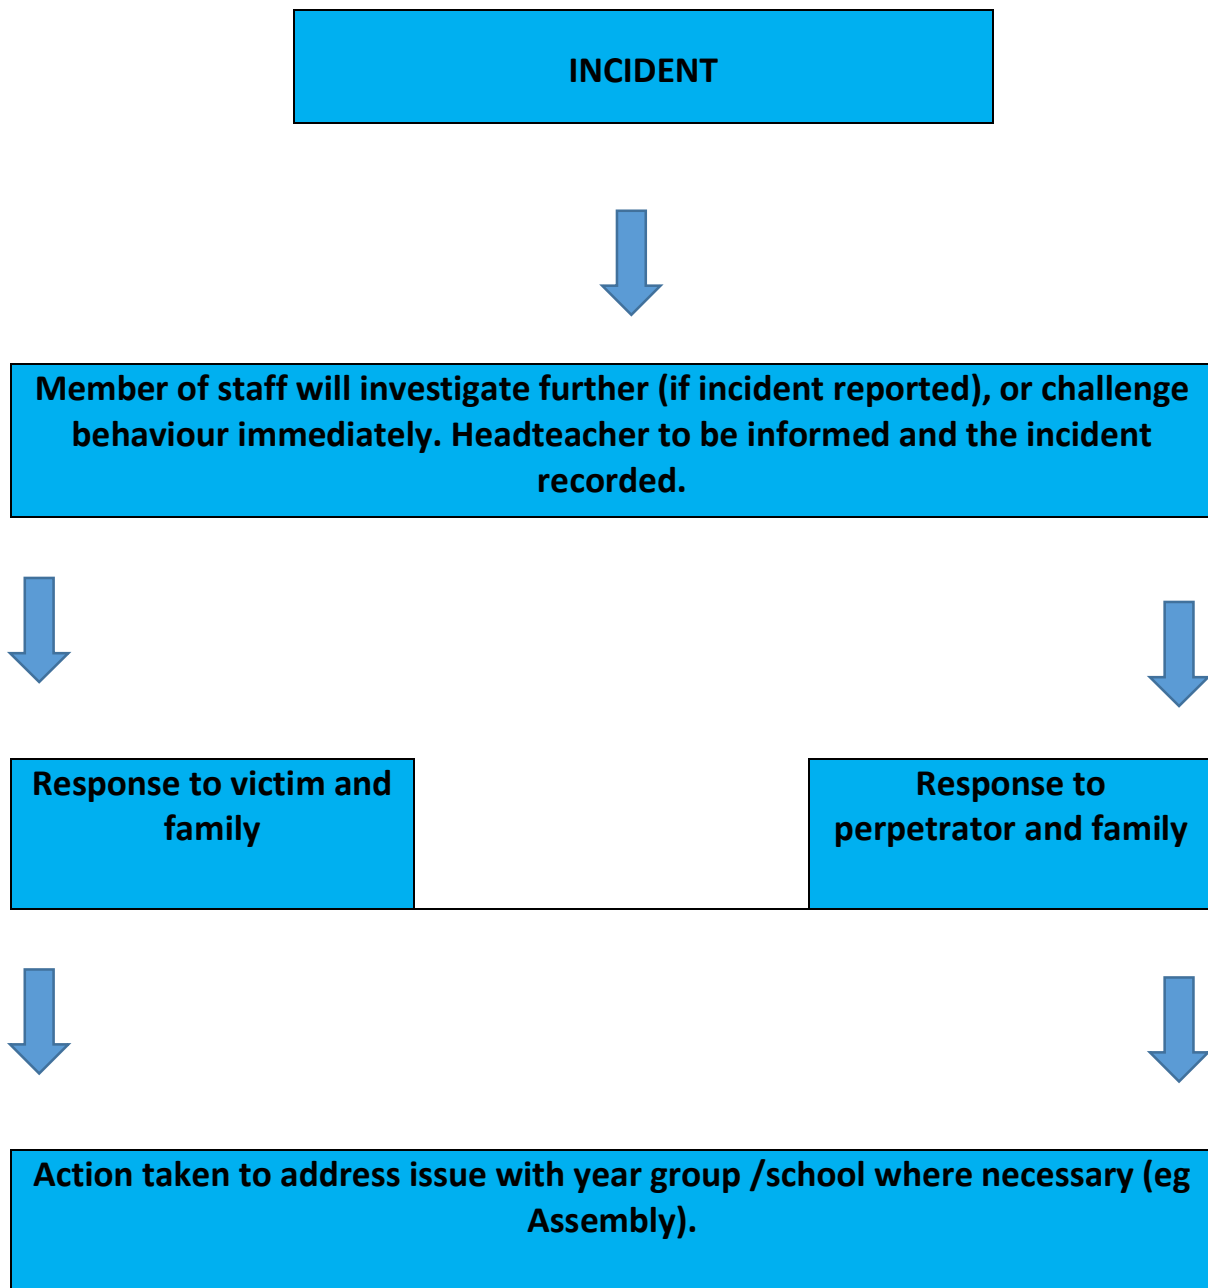 INCIDENT
Member of staff will investigate further (if incident reported), or challenge
behaviour immediately. Headteacher to be informed and the incident
recorded.
Response to victim and
family
Response to
perpetrator and family
Action taken to address issue with year group /school where necessary (eg
Assembly).